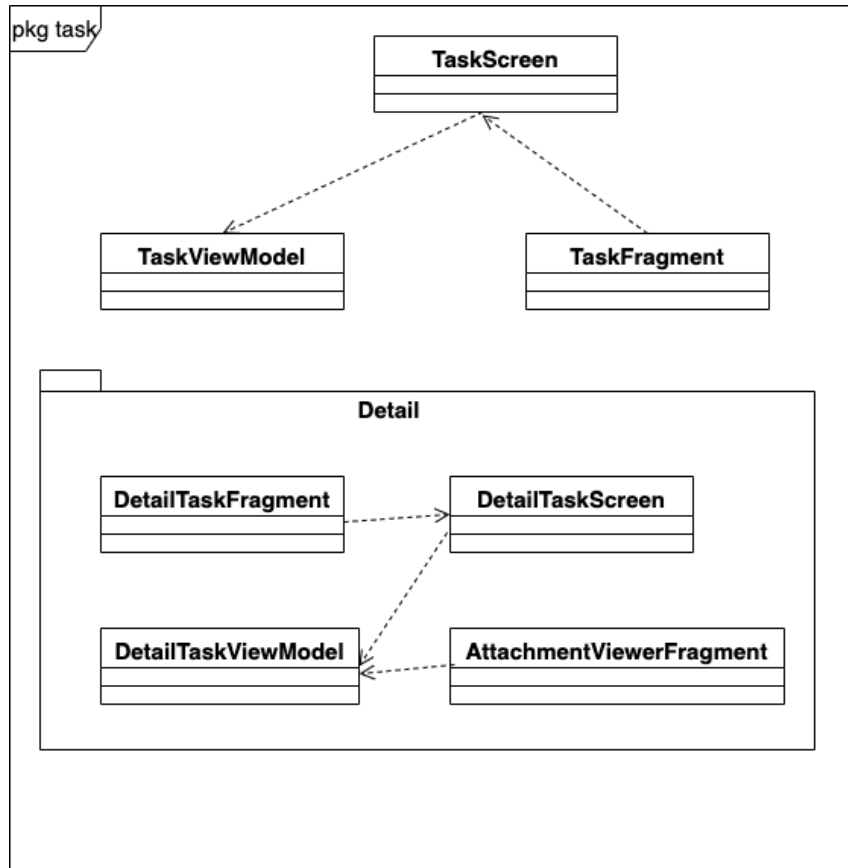 pkg task
TaskScreen
TaskViewModel
TaskFragment
Detail
DetailTaskFragment
DetailTaskScreen
DetailTaskViewModel
AttachmentViewerFragment